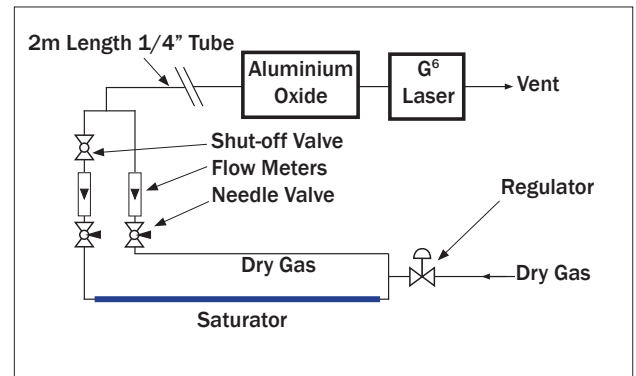 2m Length 1/4” Tube
Aluminium
Oxide
G⁶
Laser
Vent
Shut-off Valve
Flow Meters
Needle Valve
Regulator
Dry Gas
Dry Gas
Saturator